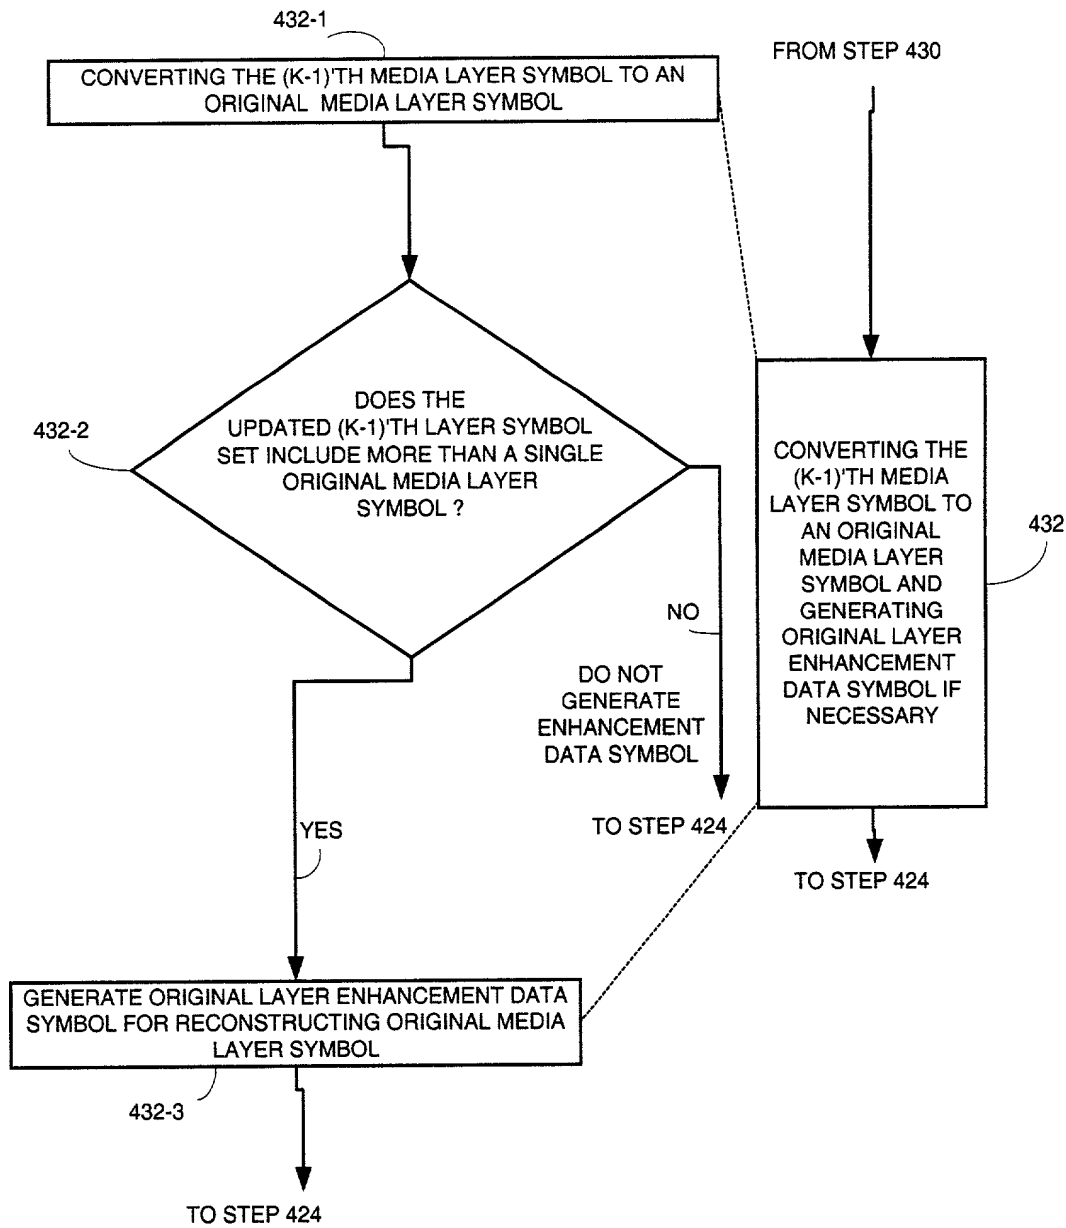 432-1
CONVERTING THE (K-1)'TH MEDIA LAYER SYMBOL TO AN
ORIGINAL MEDIA LAYER SYMBOL
FROM STEP 430
432-2
DOES THE
UPDATED (K-1)'TH LAYER SYMBOL
SET INCLUDE MORE THAN A SINGLE
ORIGINAL MEDIA LAYER
SYMBOL ?
CONVERTING THE
(K-1)'TH MEDIA
LAYER SYMBOL TO
AN ORIGINAL
MEDIA LAYER
SYMBOL AND
GENERATING
ORIGINAL LAYER
ENHANCEMENT
DATA SYMBOL IF
NECESSARY
432
NO
DO NOT
GENERATE
ENHANCEMENT
DATA SYMBOL
TO STEP 424
YES
TO STEP 424
GENERATE ORIGINAL LAYER ENHANCEMENT DATA
SYMBOL FOR RECONSTRUCTING ORIGINAL MEDIA
LAYER SYMBOL
432-3
TO STEP 424